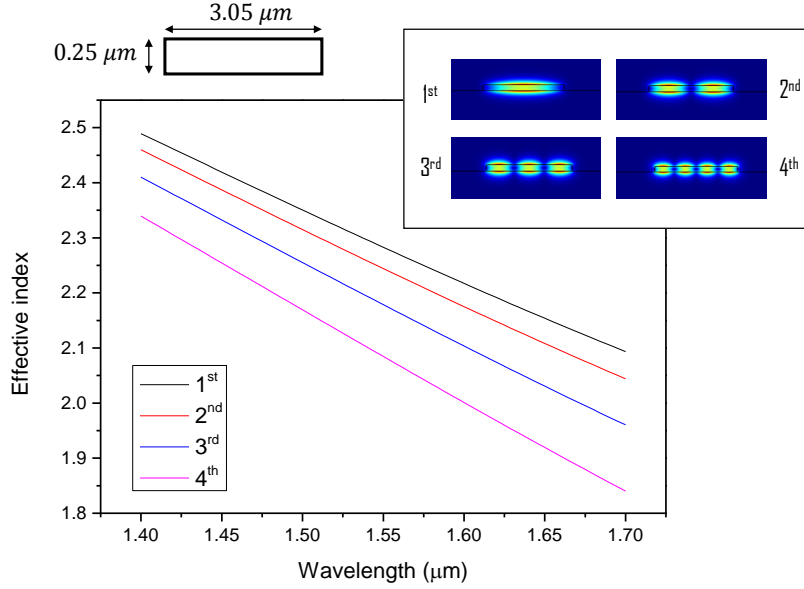 3.05 μm
0.25 μm
1st
2nd
3rd
4th
2.5
2.4
2.3
2.2
2.1
2.0
1.9
1.8
Effective index
1st
2nd
3rd
4th
1.40 1.45 1.50 1.55 1.60 1.65 1.70
Wavelength (μm)